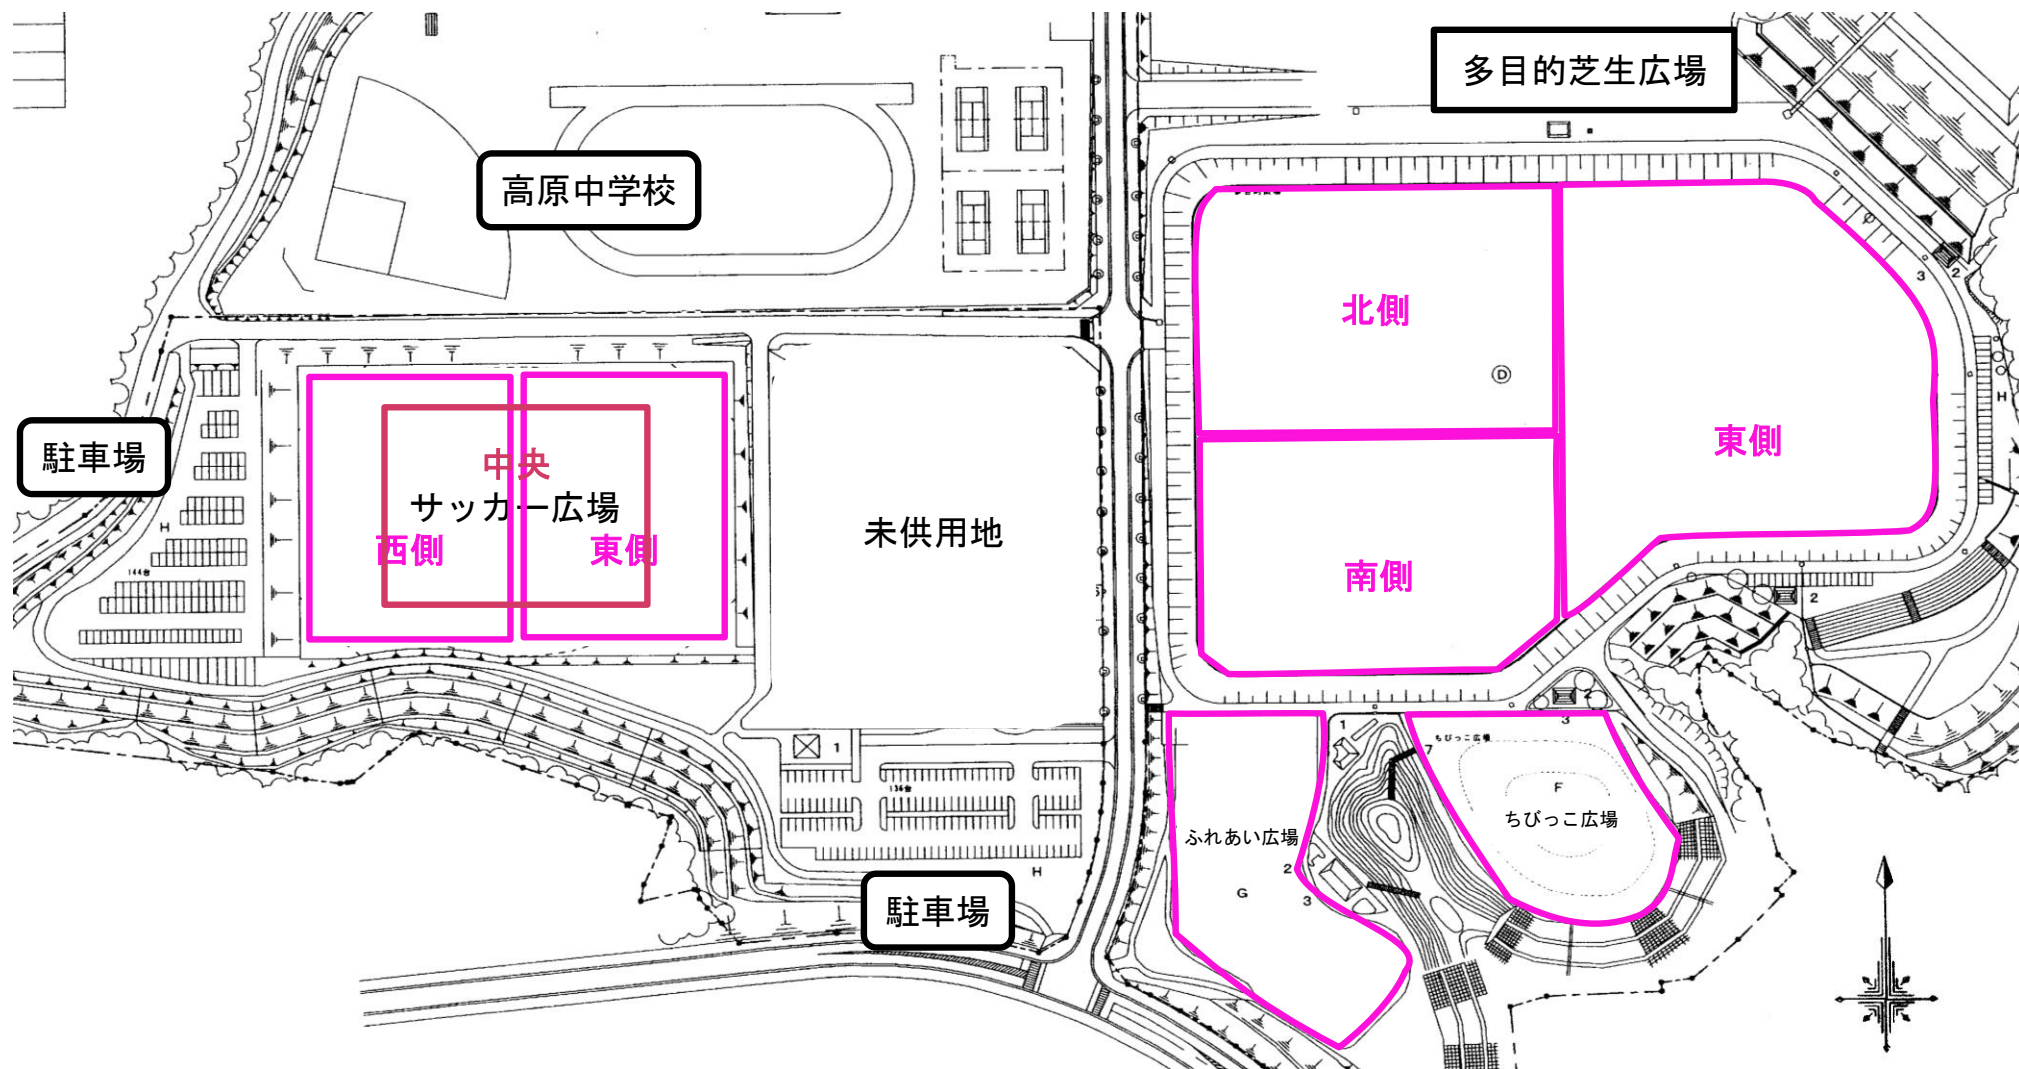 多目的芝生広場
高原中学校
北側
D
3
2
H
駐車場
中央
サッカー広場
西側
東側
H
144台
未供用地
東側
南側
2
2
3
1
7
ちびっこ広場
F
ちびっこ広場
1
136台
H
ふれあい広場
2
3
G
駐車場